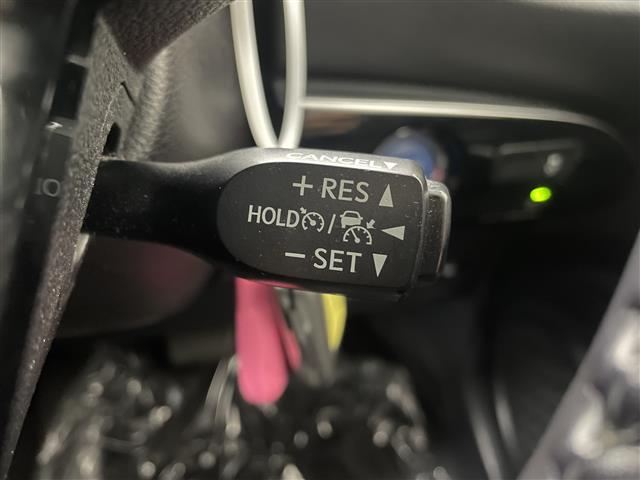 CANCEL▼
+ RES ▲
HOLD / ◀
− SET ▼